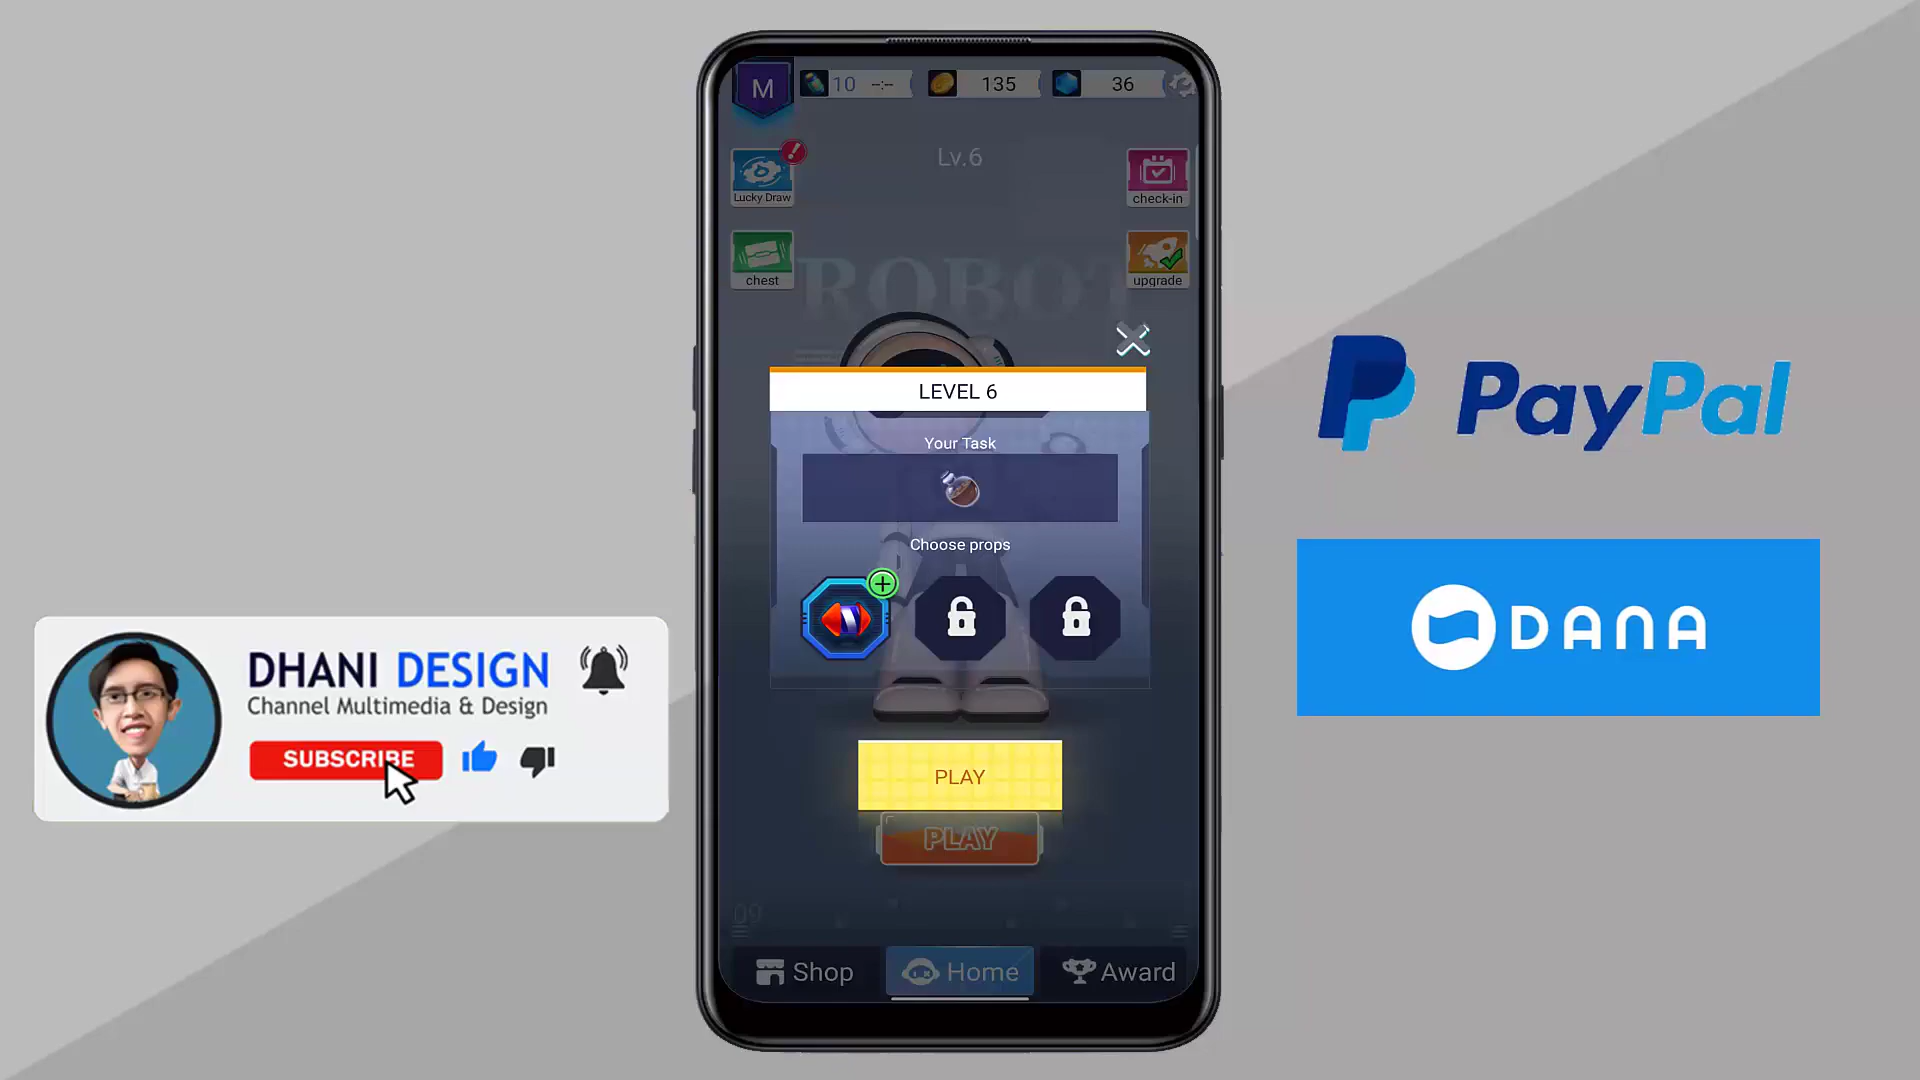 M
10
--:--
135
36
Lv.6
Lucky Draw
check-in
chest
upgrade
ROBOT
LEVEL 6
Your Task
Choose props
PLAY
PLAY
09
Shop
Home
Award
DHANI DESIGN
Channel Multimedia & Design
SUBSCRIBE
PayPal
DANA